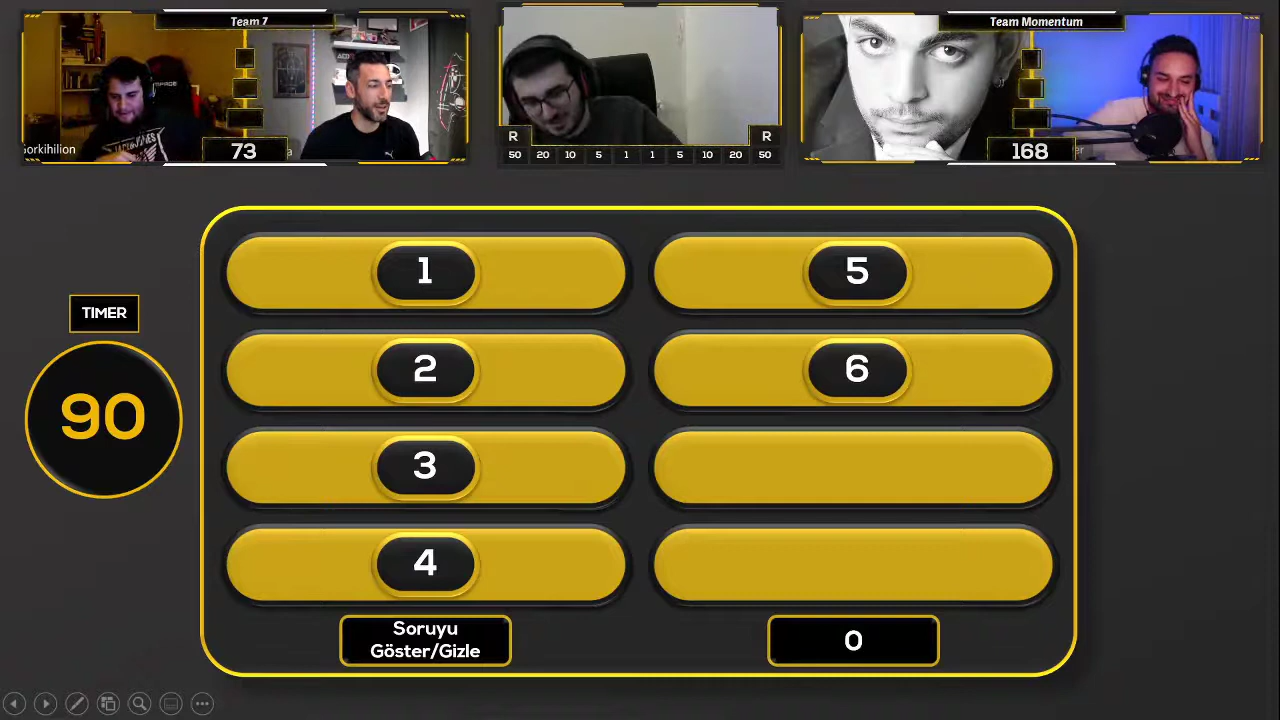 Team 7
Team Momentum
orkihilion
73
a
R
R
50 20 10 5 1 1 5 10 20 50
168
er
1
5
TIMER
2
6
90
3
4
Soruyu
Göster/Gizle
0